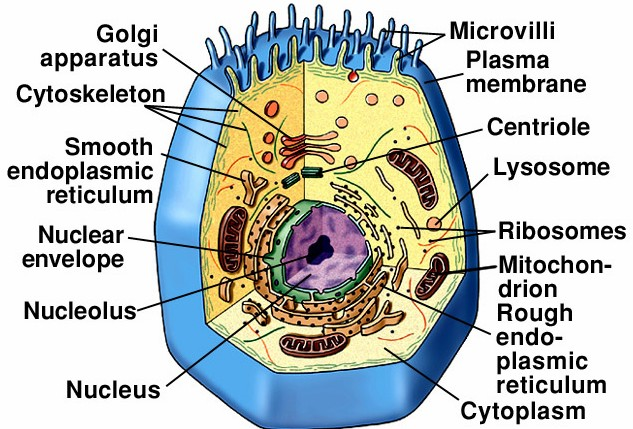 Golgi
apparatus
Cytoskeleton
Smooth
endoplasmic
reticulum
Nuclear
envelope
Nucleolus
Nucleus
Microvilli
Plasma
membrane
Centriole
Lysosome
Ribosomes
Mitochon-
drion
Rough
endo-
plasmic
reticulum
Cytoplasm